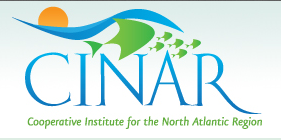 CINAR
Cooperative Institute for the North Atlantic Region